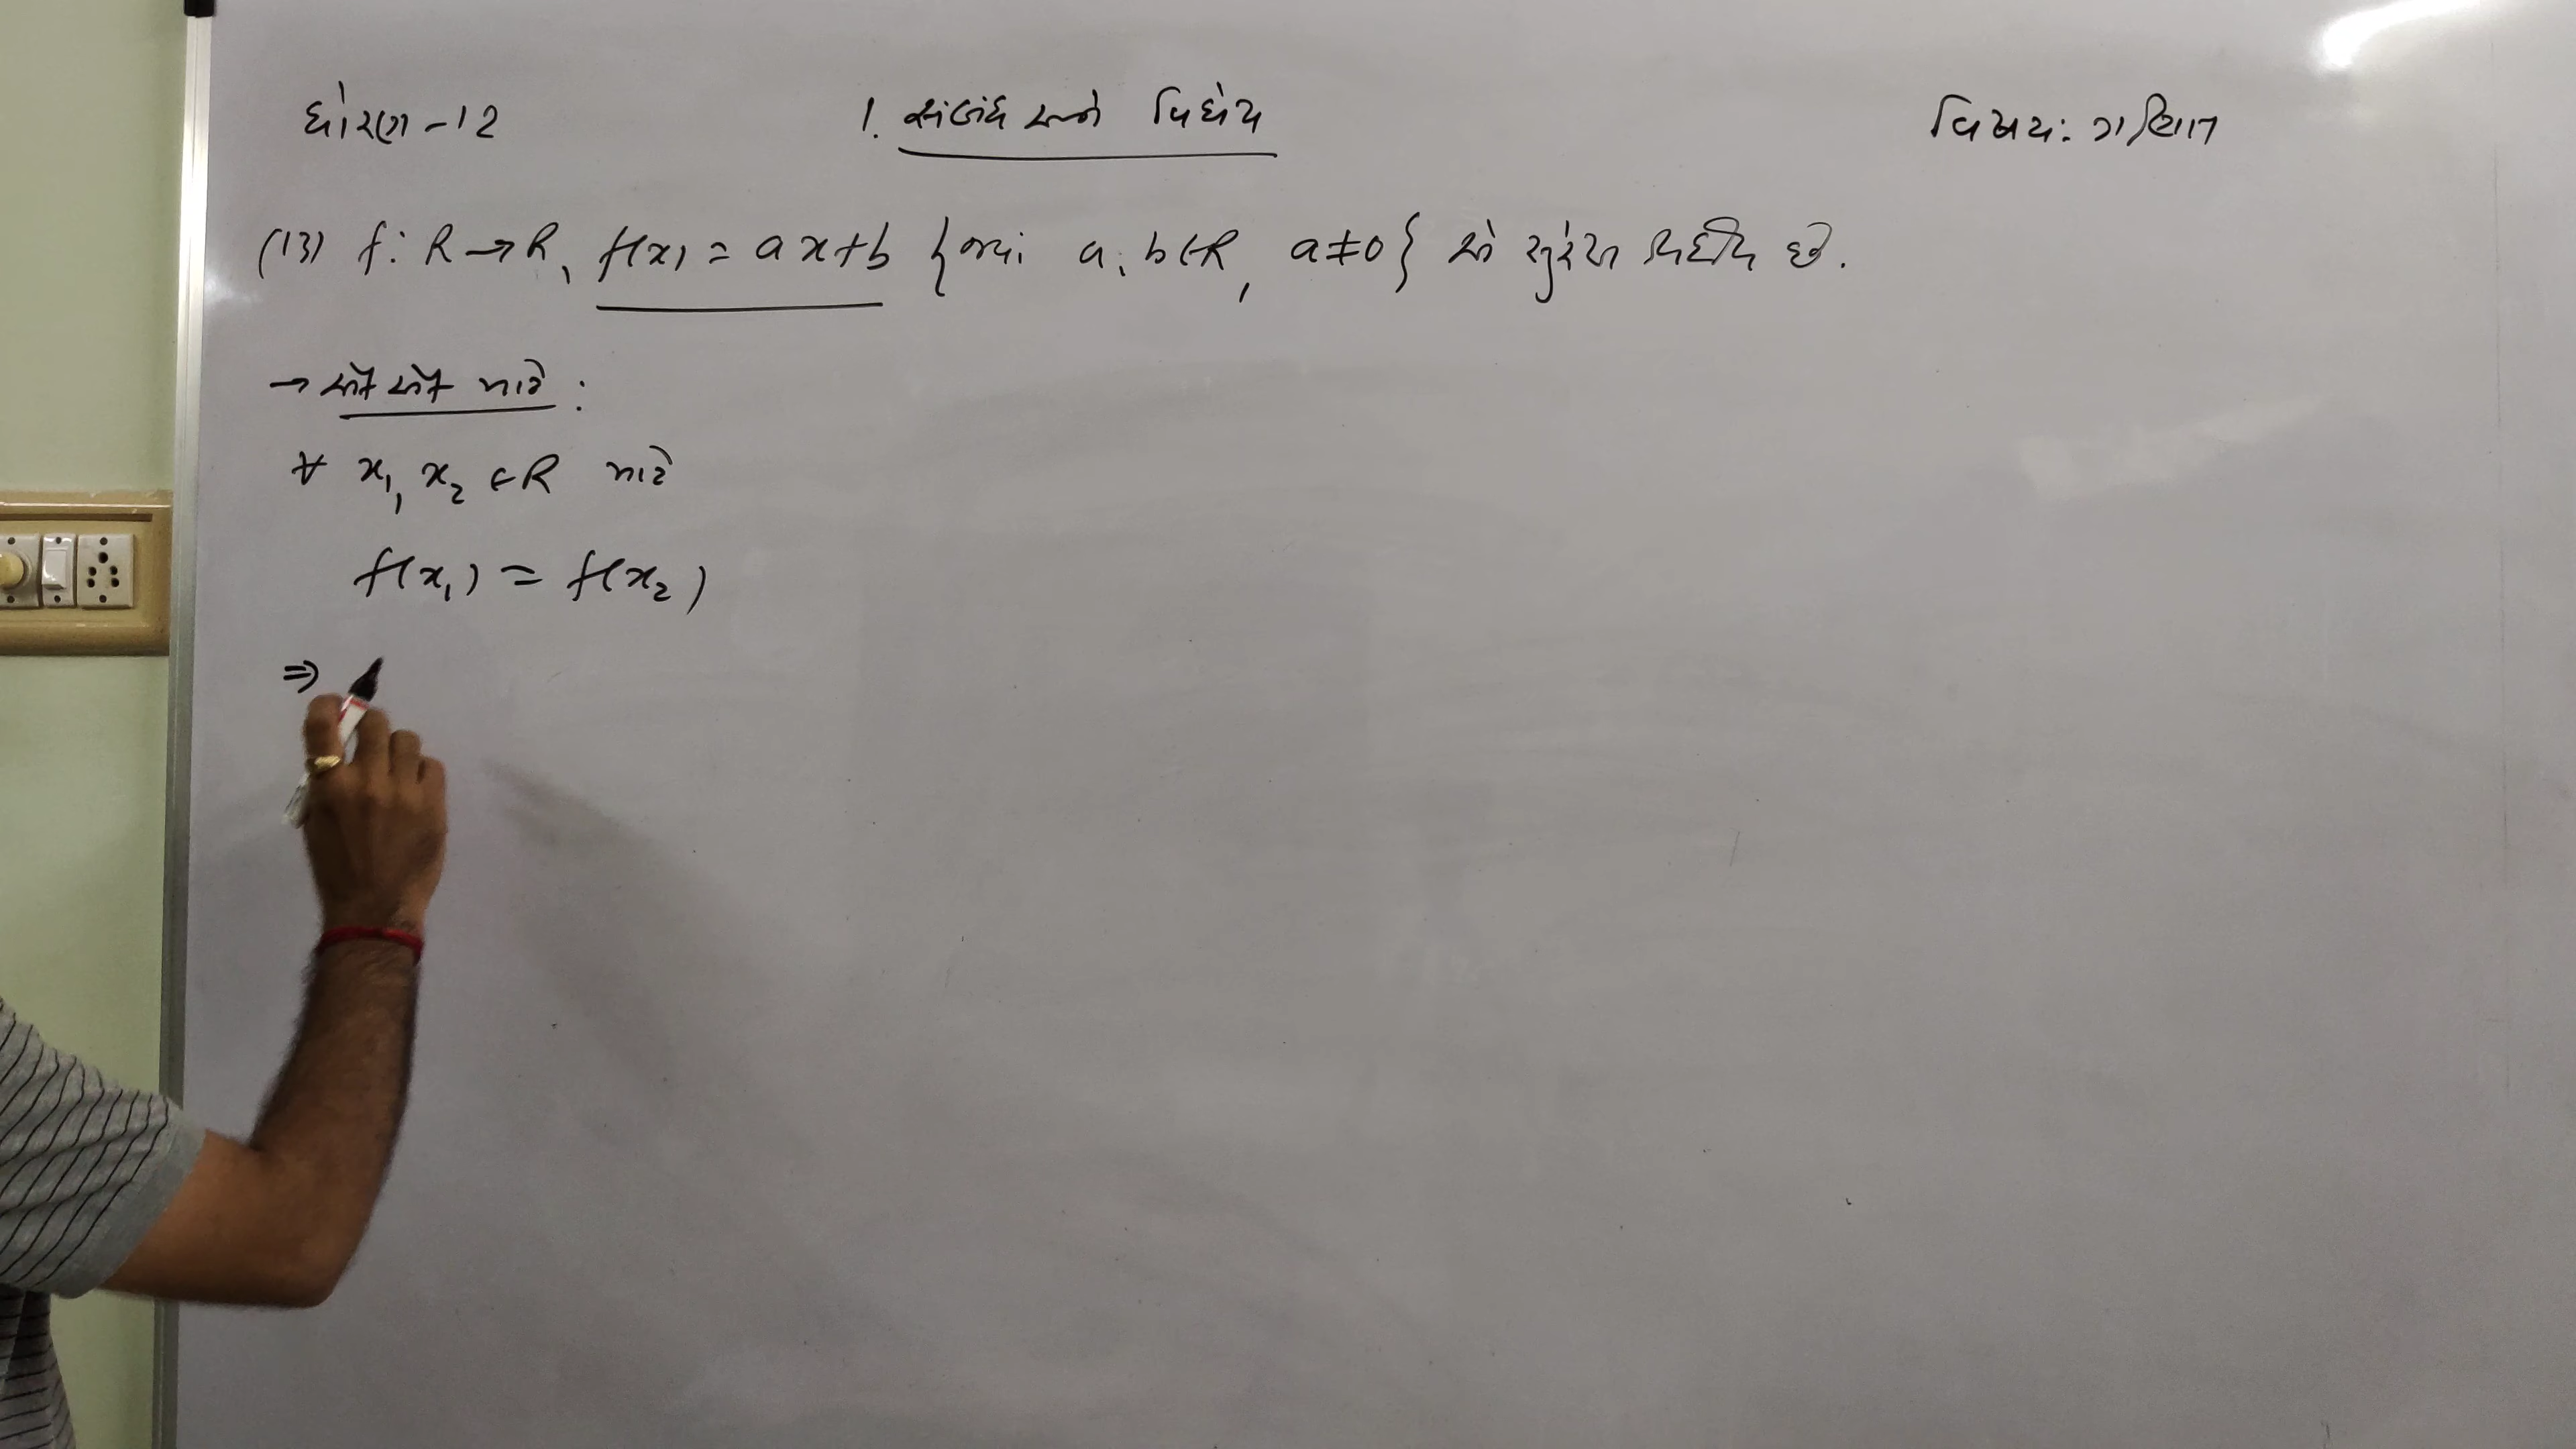 ધોરણ-12
1. સંબંધ અને વિધેય
વિષય: ગણિત
(13) f: R→R, f(x) = ax+b {જ્યાં a, b∈R, a≠0} એ સુરેખ વિધેય છે.
→ એક એક માટે :
∀ x₁, x₂ ∈R માટે
f(x₁) = f(x₂)
⇒